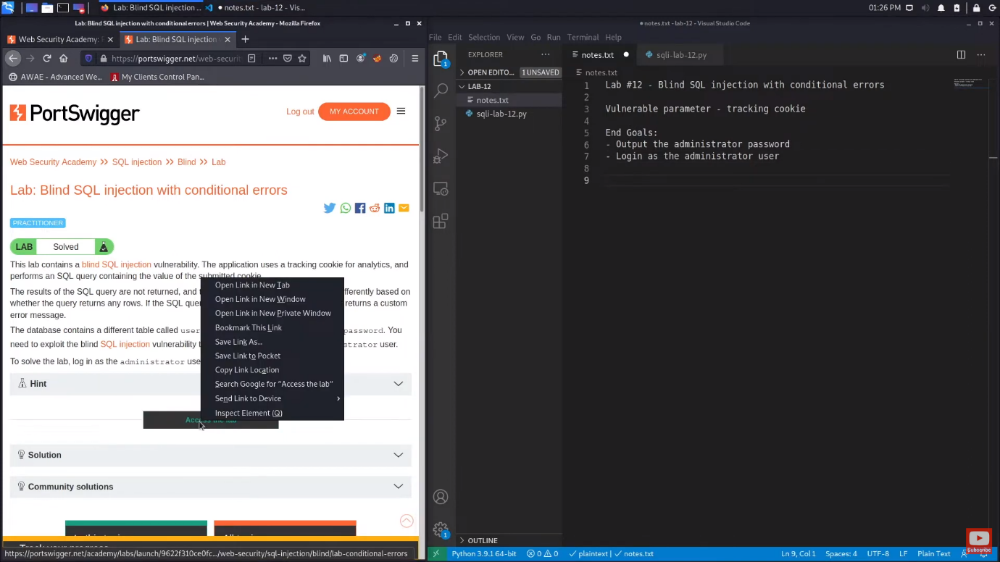 Lab: Blind SQL injection ...
notes.txt - lab-12 - Vis...
01:26 PM
Lab: Blind SQL injection with conditional errors | Web Security Academy - Mozilla Firefox
Web Security Academy:
Lab: Blind SQL injection
https://portswigger.net/web-securit
AWAE - Advanced We...
My Clients Control Pan...
PortSwigger
Log out
MY ACCOUNT
Web Security Academy >> SQL injection >> Blind >> Lab
Lab: Blind SQL injection with conditional errors
PRACTITIONER
LAB Solved
This lab contains a blind SQL injection vulnerability. The application uses a tracking cookie for analytics, and
performs an SQL query containing the value of the submitted cookie.
The results of the SQL query are not returned, and
fferently based on
whether the query returns any rows. If the SQL que
returns a custom
error message.
The database contains a different table called user
password. You
need to exploit the blind SQL injection vulnerability t
strator user.
To solve the lab, log in as the administrator use
Hint
Access the lab
Solution
Community solutions
Open Link in New Tab
Open Link in New Window
Open Link in New Private Window
Bookmark This Link
Save Link As...
Save Link to Pocket
Copy Link Location
Search Google for "Access the lab"
Send Link to Device
Inspect Element (Q)
Track your progress
https://portswigger.net/academy/labs/launch/9622f310ce0fc.../web-security/sql-injection/blind/lab-conditional-errors
● notes.txt - lab-12 - Visual Studio Code
File Edit Selection View Go Run Terminal Help
EXPLORER
OPEN EDITO... 1 UNSAVED
LAB-12
notes.txt
sqli-lab-12.py
OUTLINE
1
1
notes.txt ●
sqli-lab-12.py
notes.txt
1 Lab #12 - Blind SQL injection with conditional errors
2
3 Vulnerable parameter - tracking cookie
4
5 End Goals:
6 - Output the administrator password
7 - Login as the administrator user
8
9
Subscribe
Python 3.9.1 64-bit
0 0
plaintext | notes.txt
Ln 9, Col 1
Spaces: 4
UTF-8
LF
Plain Text